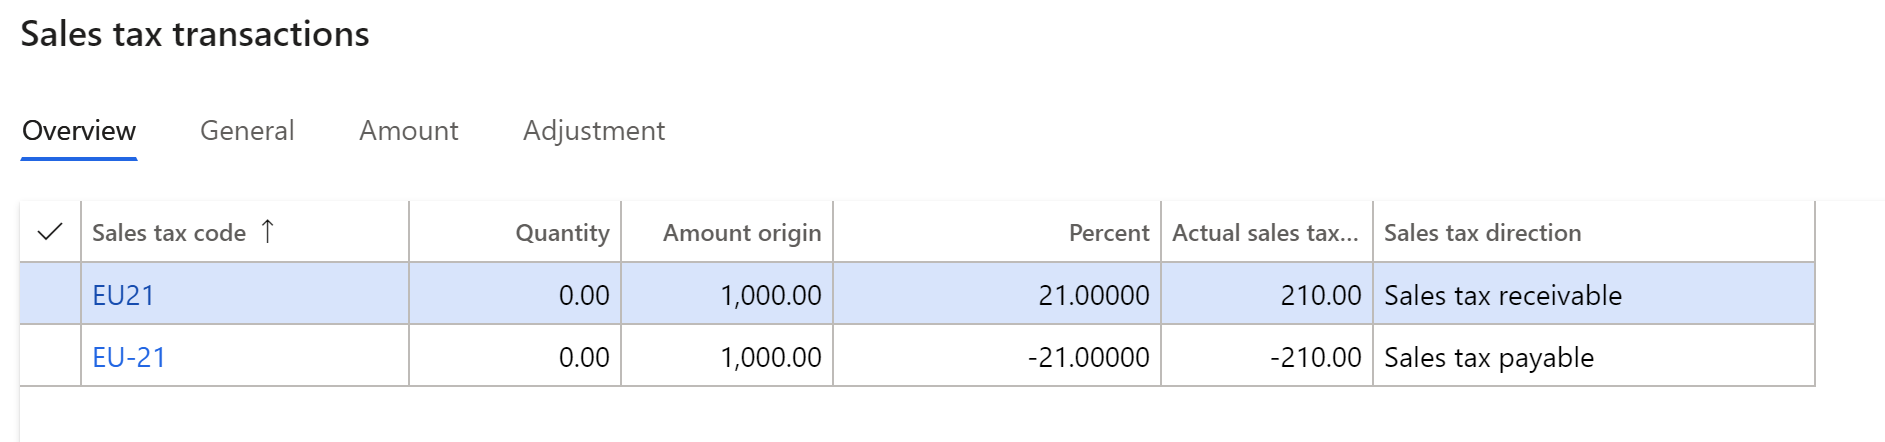 Sales tax transactions
Overview General Amount Adjustment
Sales tax code ↑ Quantity Amount origin Percent Actual sales tax... Sales tax direction
EU21 0.00 1,000.00 21.00000 210.00 Sales tax receivable
EU-21 0.00 1,000.00 -21.00000 -210.00 Sales tax payable